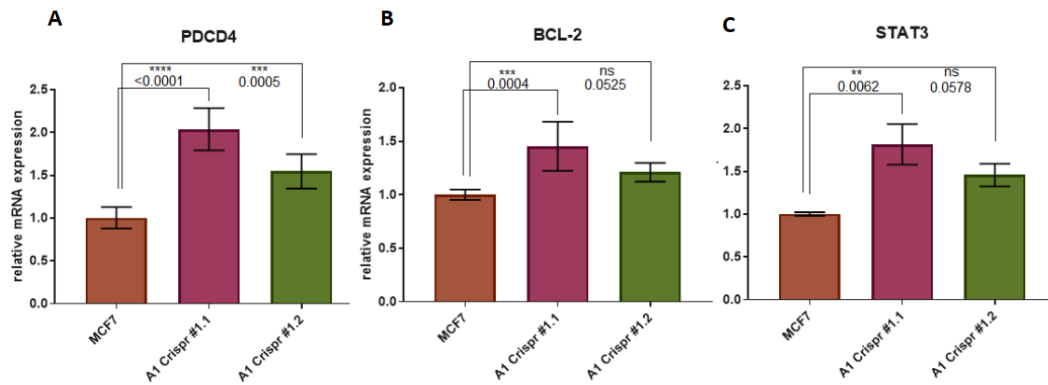 A
PDCD4
****
<0.0001
***
0.0005
relative mRNA expression
2.5
2.0
1.5
1.0
0.5
0.0
MCF7
A1 Crispr #1.1
A1 Crispr #1.2
B
BCL-2
***
0.0004
ns
0.0525
relative mRNA expression
2.0
1.5
1.0
0.5
0.0
MCF7
A1 Crispr #1.1
A1 Crispr #1.2
C
STAT3
**
0.0062
ns
0.0578
2.5
2.0
1.5
1.0
0.5
0.0
MCF7
A1 Crispr #1.1
A1 Crispr #1.2